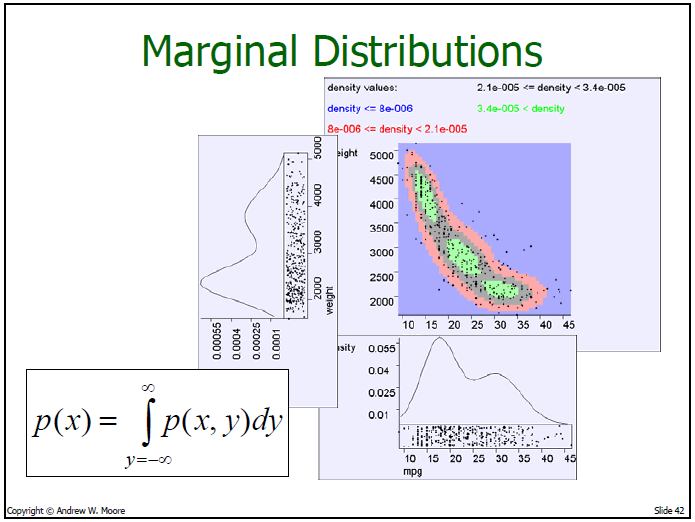 Marginal Distributions
density values: 2.1e-005 <= density < 3.4e-005
density <= 8e-006 3.4e-005 < density
8e-006 <= density < 2.1e-005
eight
5000
4500
4000
3500
3000
2500
2000
10 15 20 25 30 35 40 45
5000
4000
3000
2000
weight
0.00055 0.0004 0.00025 0.0001
nsity
0.055
0.04
0.025
0.01
10 15 20 25 30 35 40 45
mpg
p(x) = ∫ p(x, y)dy
∞
y=−∞
Copyright © Andrew W. Moore
Slide 42